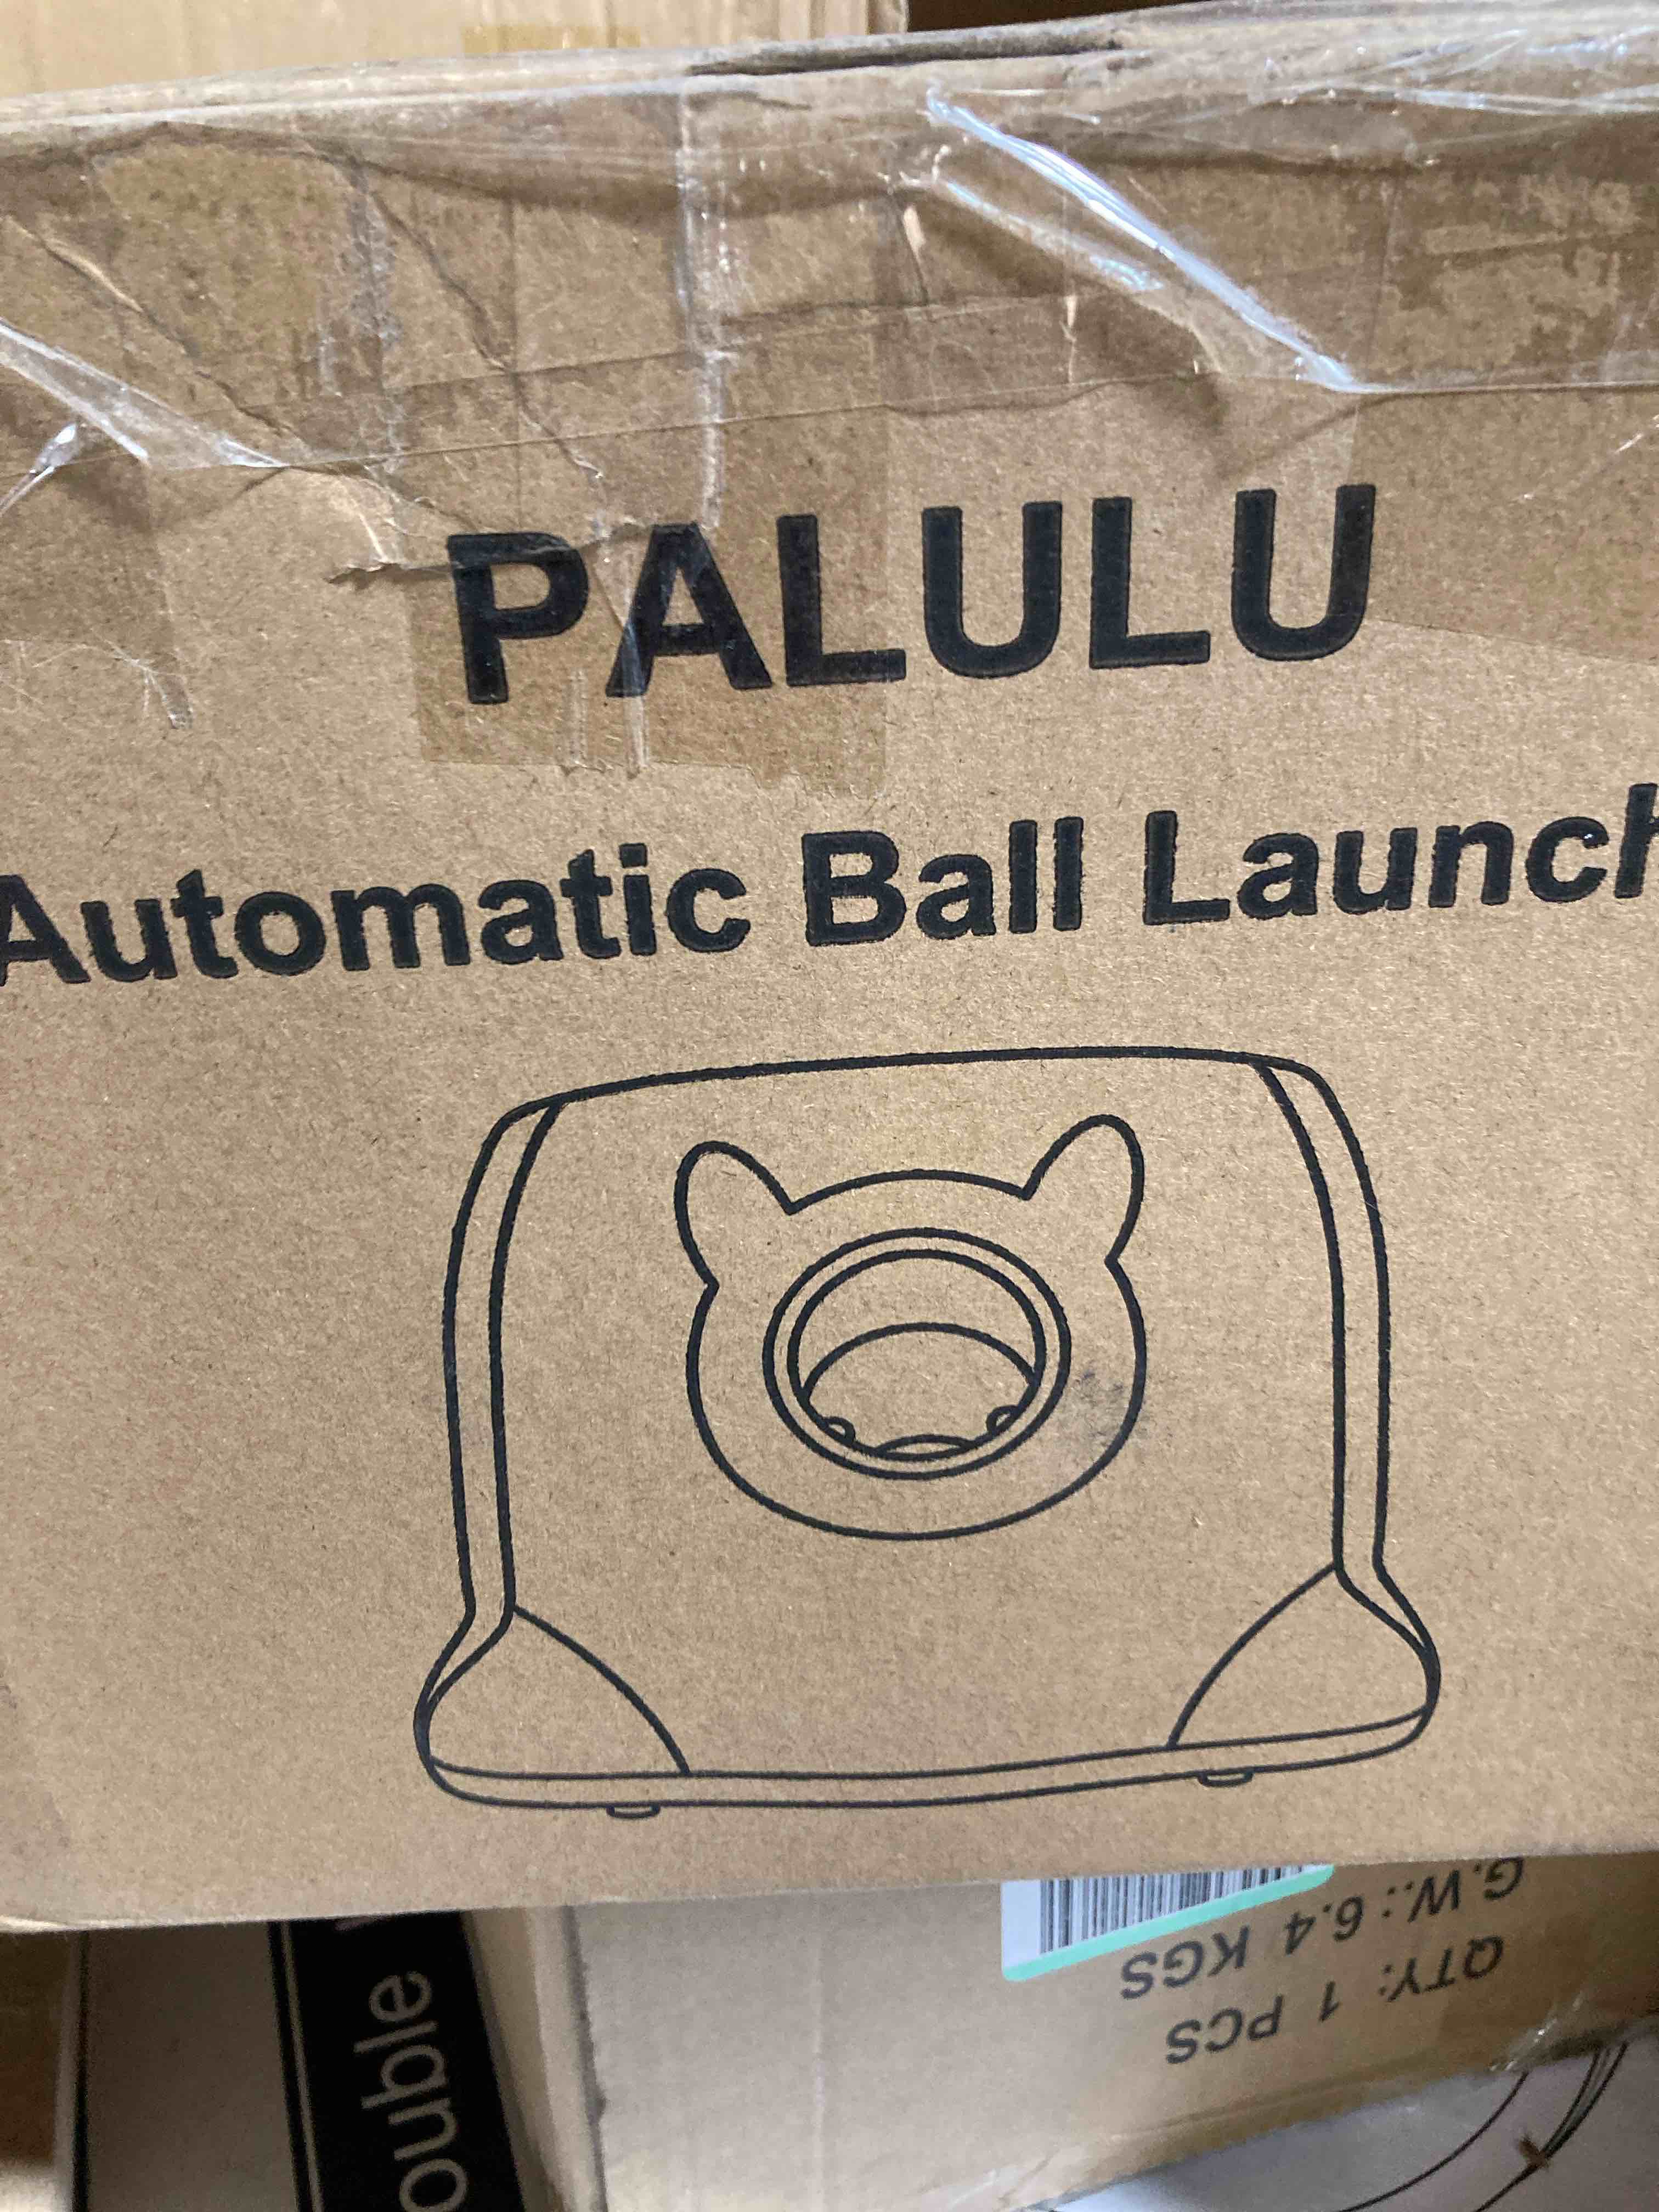 PALULU
Automatic Ball Launch
G.W.: 6.4 KGS
QTY: 1 PCS
ouble